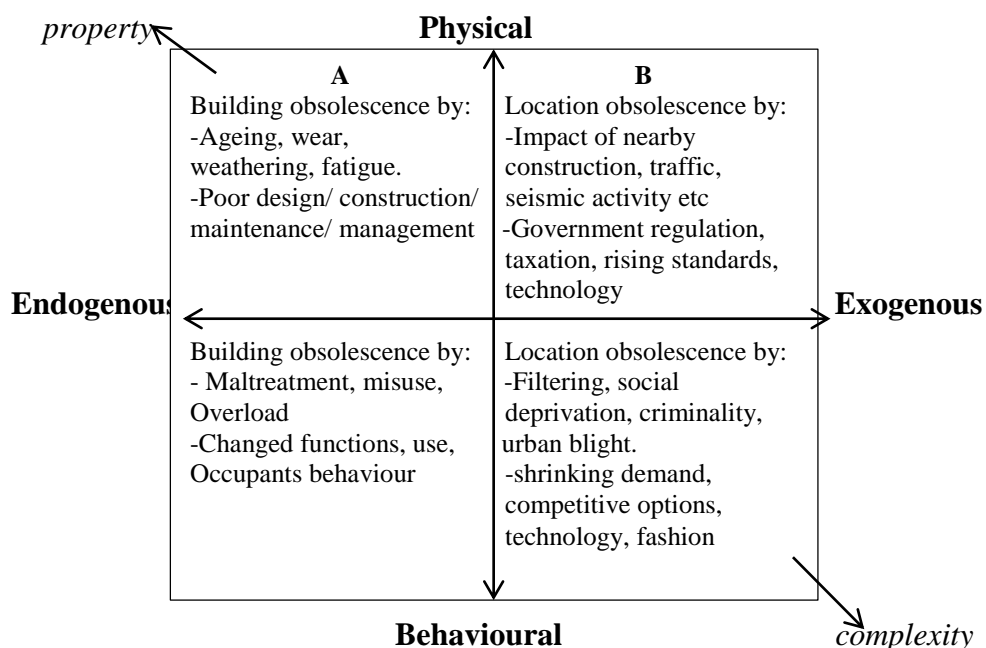 property
Physical
A
Building obsolescence by:
-Ageing, wear,
weathering, fatigue.
-Poor design/ construction/
maintenance/ management
B
Location obsolescence by:
-Impact of nearby
construction, traffic,
seismic activity etc
-Government regulation,
taxation, rising standards,
technology
Endogenous
Exogenous
Building obsolescence by:
- Maltreatment, misuse,
Overload
-Changed functions, use,
Occupants behaviour
Location obsolescence by:
-Filtering, social
deprivation, criminality,
urban blight.
-shrinking demand,
competitive options,
technology, fashion
Behavioural
complexity